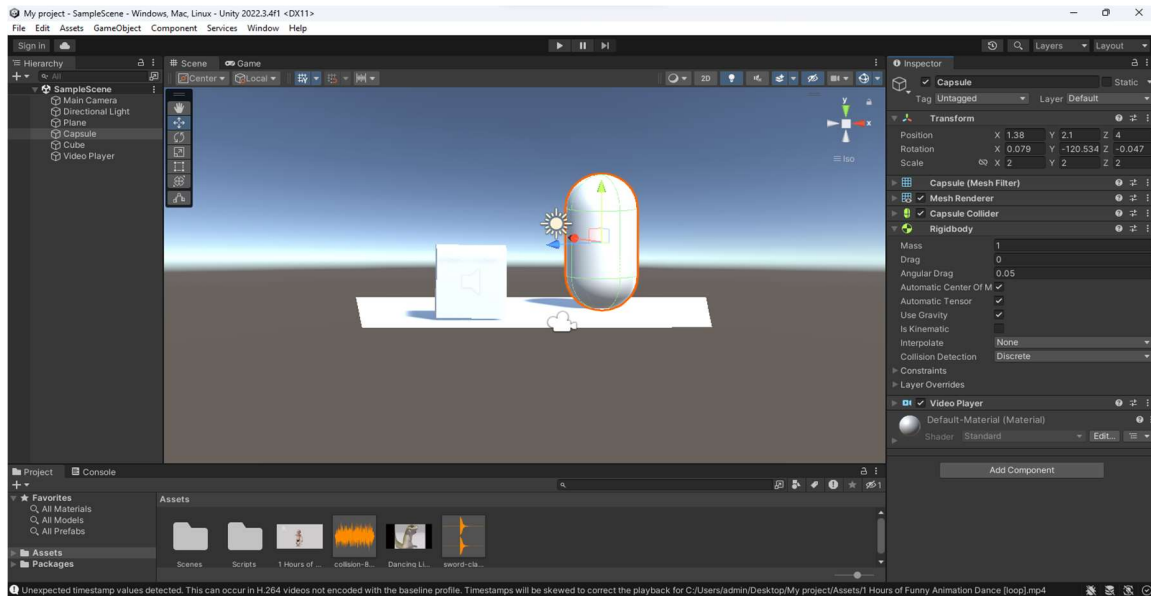 My project - SampleScene - Windows, Mac, Linux - Unity 2022.3.4f1 <DX11>
File Edit Assets GameObject Component Services Window Help
Sign in
Layers Layout
Hierarchy
All
SampleScene
Main Camera
Directional Light
Plane
Capsule
Cube
Video Player
Scene Game
Center Local
2D
y
x
Iso
Inspector
Capsule Static
Tag Untagged Layer Default
Transform
Position X 1.38 Y 2.1 Z 4
Rotation X 0.079 Y -120.534 Z -0.047
Scale X 2 Y 2 Z 2
Capsule (Mesh Filter)
Mesh Renderer
Capsule Collider
Rigidbody
Mass 1
Drag 0
Angular Drag 0.05
Automatic Center Of M
Automatic Tensor
Use Gravity
Is Kinematic
Interpolate None
Collision Detection Discrete
Constraints
Layer Overrides
Video Player
Default-Material (Material)
Shader Standard Edit...
Add Component
Project Console
1
Favorites
All Materials
All Models
All Prefabs
Assets
Packages
Assets
Scenes Scripts 1 Hours of ... collision-8... Dancing Li... sword-cla...
Unexpected timestamp values detected. This can occur in H.264 videos not encoded with the baseline profile. Timestamps will be skewed to correct the playback for C:/Users/admin/Desktop/My project/Assets/1 Hours of Funny Animation Dance [loop].mp4